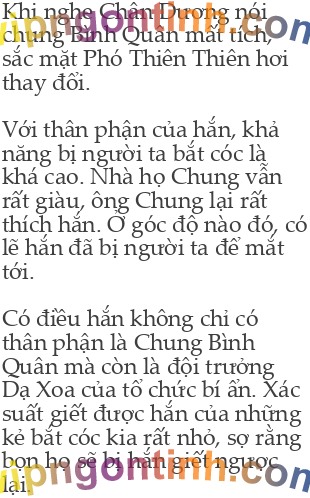 Khi nghe Chân Dương nói
chung Bình Quân mất tích,
sắc mặt Phó Thiên Thiên hơi
thay đổi.
Với thân phận của hắn, khả
năng bị người ta bắt cóc là
khá cao. Nhà họ Chung vẫn
rất giàu, ông Chung lại rất
thích hắn. Ở góc độ nào đó, có
lẽ hắn đã bị người ta để mắt
tới.
Có điều hắn không chỉ có
thân phận là Chung Bình
Quân mà còn là đội trưởng
Dạ Xoa của tổ chức bí ẩn. Xác
suất giết được hắn của những
kẻ bắt cóc kia rất nhỏ, sợ rằng
bọn họ sẽ bị hắn giết ngược
lại.
vipngontinh.com
vipngontinh.com